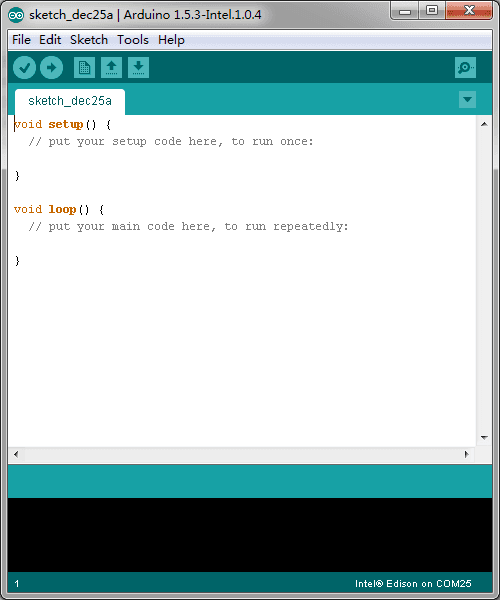 sketch_dec25a | Arduino 1.5.3-Intel.1.0.4
File Edit Sketch Tools Help
sketch_dec25a
void setup() {
  // put your setup code here, to run once:
}
void loop() {
  // put your main code here, to run repeatedly:
}
1
Intel® Edison on COM25